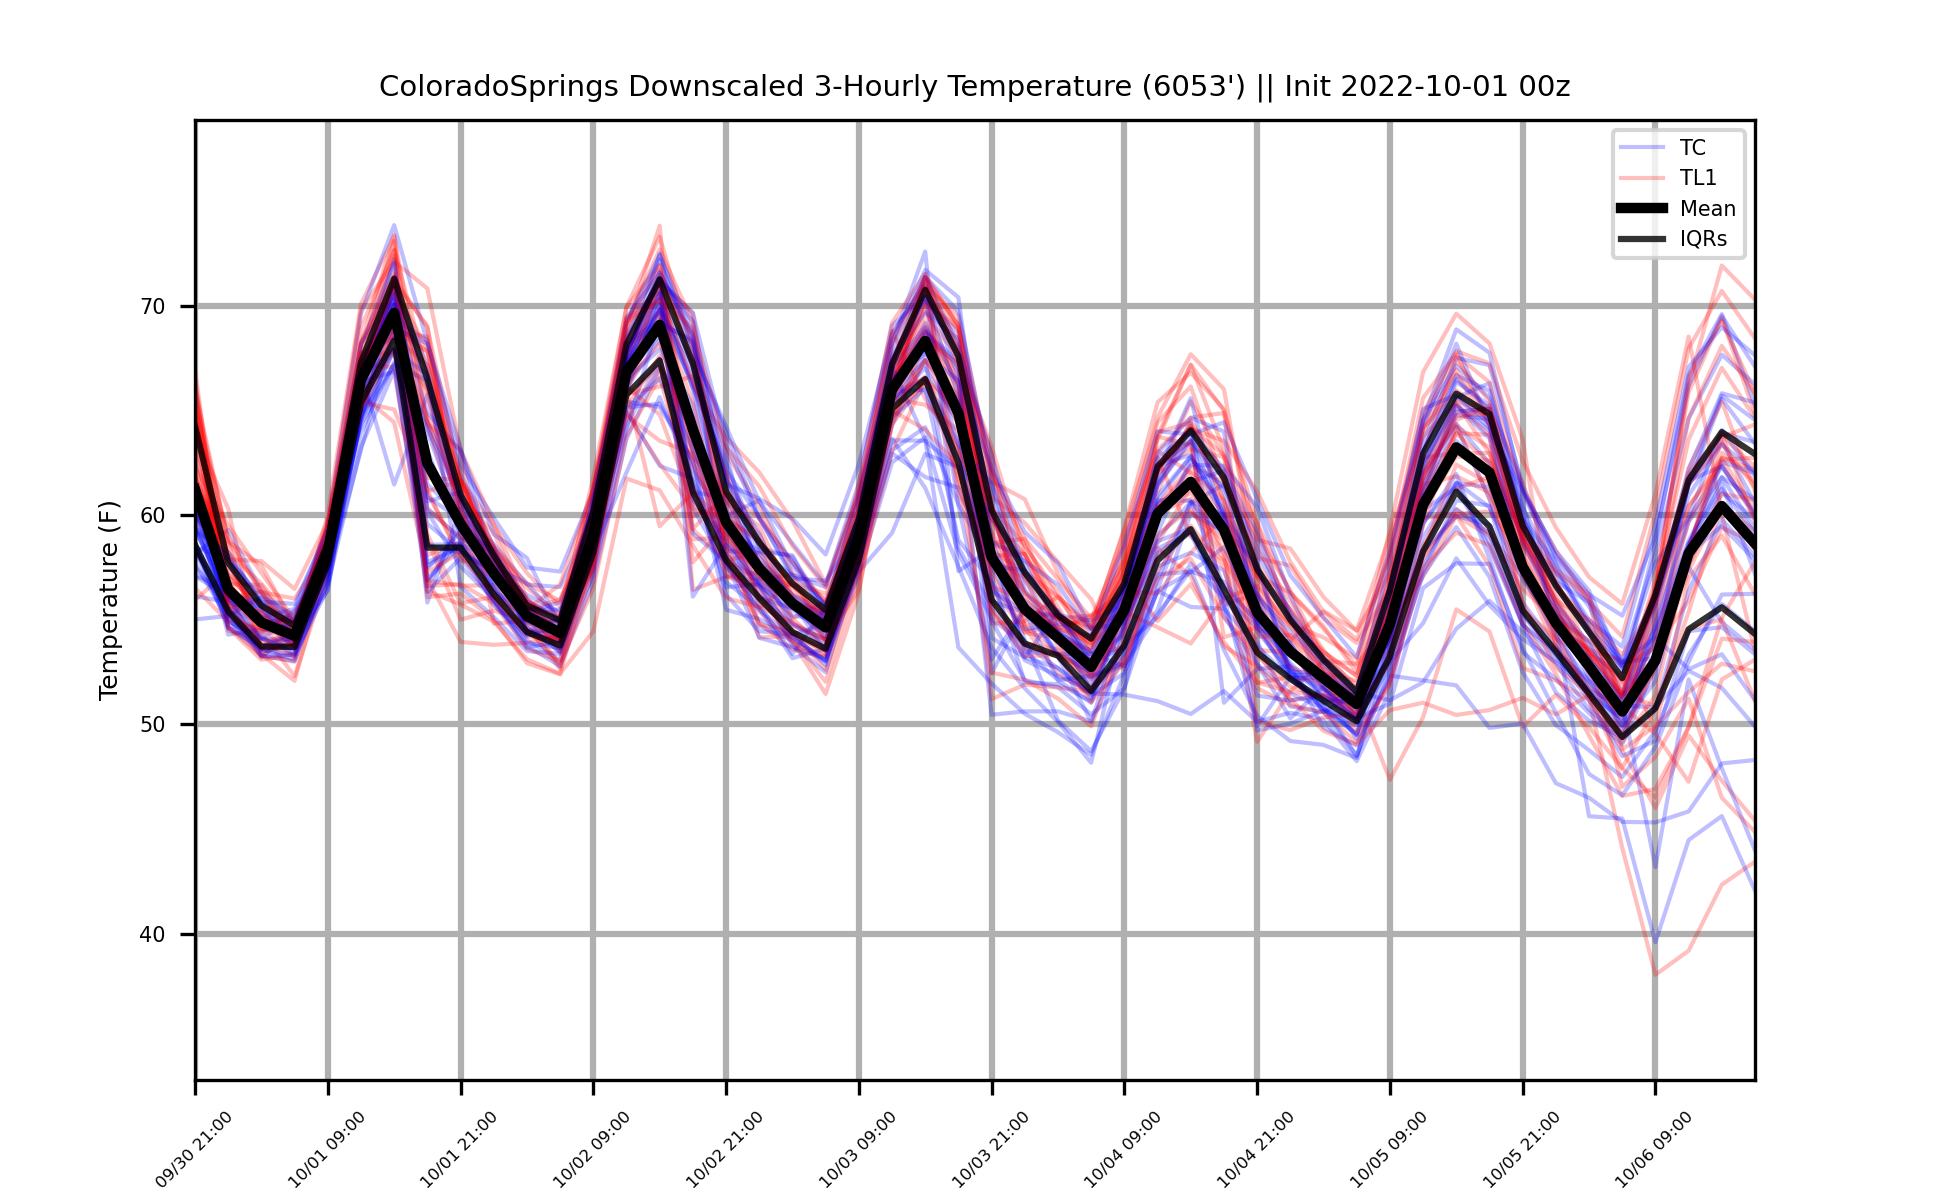 ColoradoSprings Downscaled 3-Hourly Temperature (6053') || Init 2022-10-01 00z
TC
TL1
Mean
IQRs
Temperature (F)
70
60
50
40
09/30 21:00
10/01 09:00
10/01 21:00
10/02 09:00
10/02 21:00
10/03 09:00
10/03 21:00
10/04 09:00
10/04 21:00
10/05 09:00
10/05 21:00
10/06 09:00